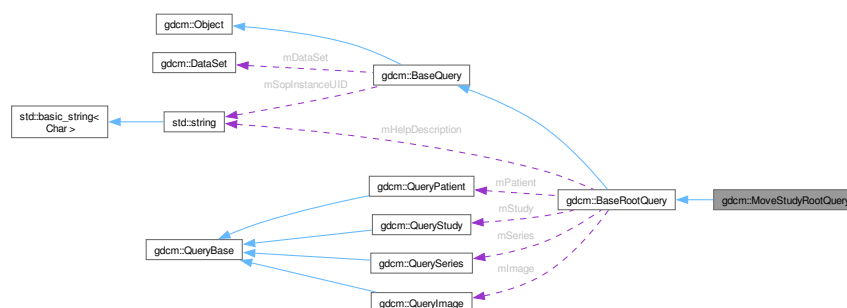 gdcm::Object
gdcm::DataSet
mDataSet
gdcm::BaseQuery
mSopInstanceUID
std::basic_string<
Char >
std::string
mHelpDescription
gdcm::QueryPatient
mPatient
gdcm::BaseRootQuery
gdcm::MoveStudyRootQuery
mStudy
gdcm::QueryStudy
mSeries
gdcm::QueryBase
gdcm::QuerySeries
mImage
gdcm::QueryImage